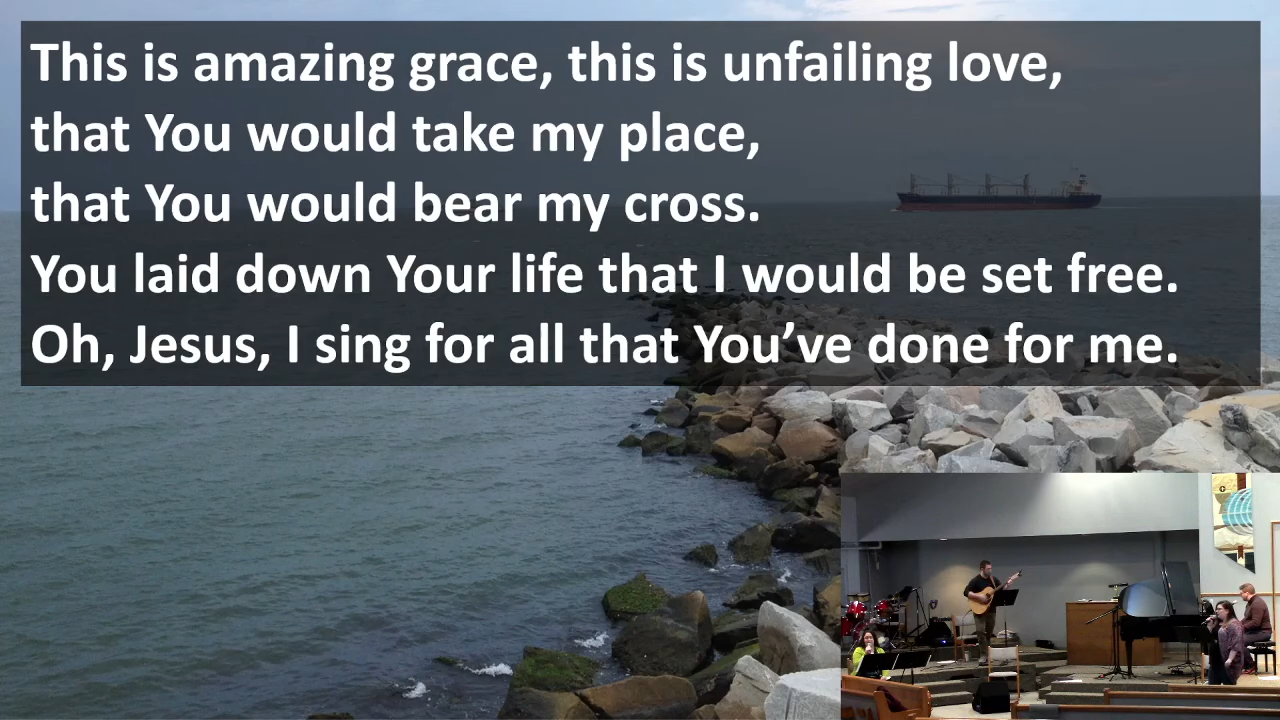 This is amazing grace, this is unfailing love,
that You would take my place,
that You would bear my cross.
You laid down Your life that I would be set free.
Oh, Jesus, I sing for all that You’ve done for me.